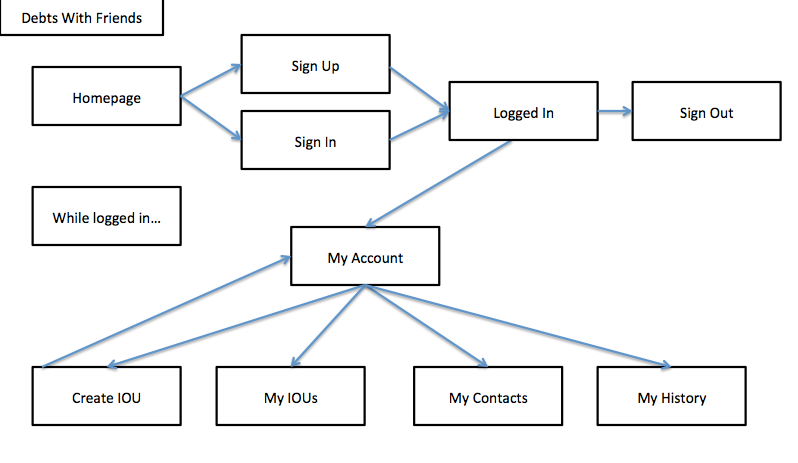 Debts With Friends
Sign Up
Homepage
Logged In
Sign Out
Sign In
While logged in...
My Account
Create IOU
My IOUs
My Contacts
My History